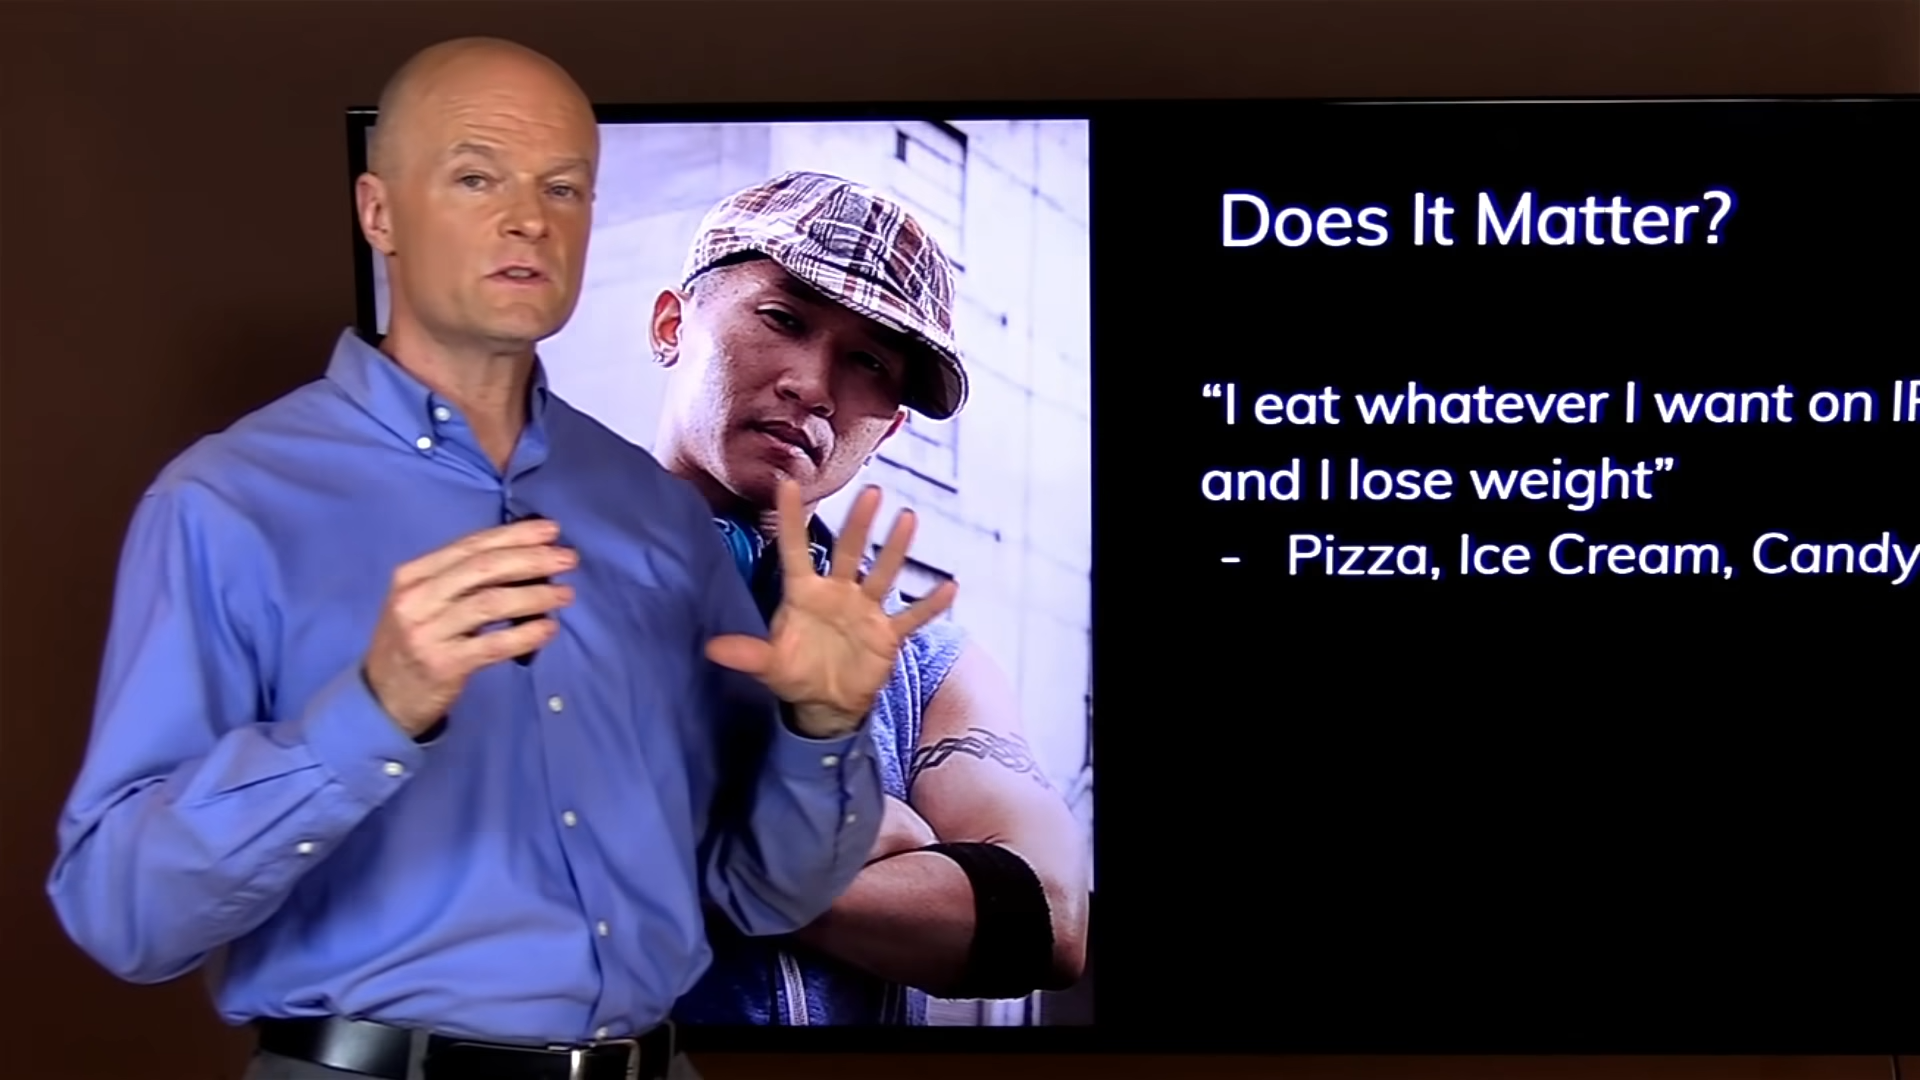 Does It Matter?
“I eat whatever I want on
and I lose weight”
- Pizza, Ice Cream, Candy